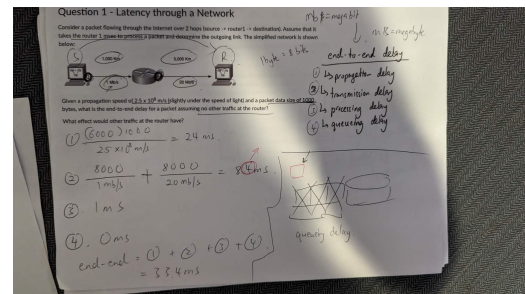 Question 1 - Latency through a Network
Consider a packet flowing through the Internet over 2 hops (source -> router1 -> destination). Assume that it
takes the router 1 msec to process a packet and determine the outgoing link. The simplified network is shown
below:
S
R
1,000 Km
5,000 Km
1 Mb/s
20 Mb/s
1byte = 8 bits
Given a propagation speed of 2.5 x 10⁸ m/s (slightly under the speed of light) and a packet data size of 1000
bytes, what is the end-to-end delay for a packet assuming no other traffic at the router?
What effect would other traffic at the router have?
① (6000)1000 = 24 ms.
2.5 x10⁸ m/s
② 8000 + 8000 = 8.4ms.
1 mb/s 20 mb/s
③ 1 ms
④. 0ms
end-end = ① + ② + ③ + ④.
= 33.4 ms
mb = megabit
mB = megabyte
end-to-end delay
① ↳ propagation delay
② ↳ transmission delay
③ ↳ processing delay
④ ↳ queueing delay
queueing delay